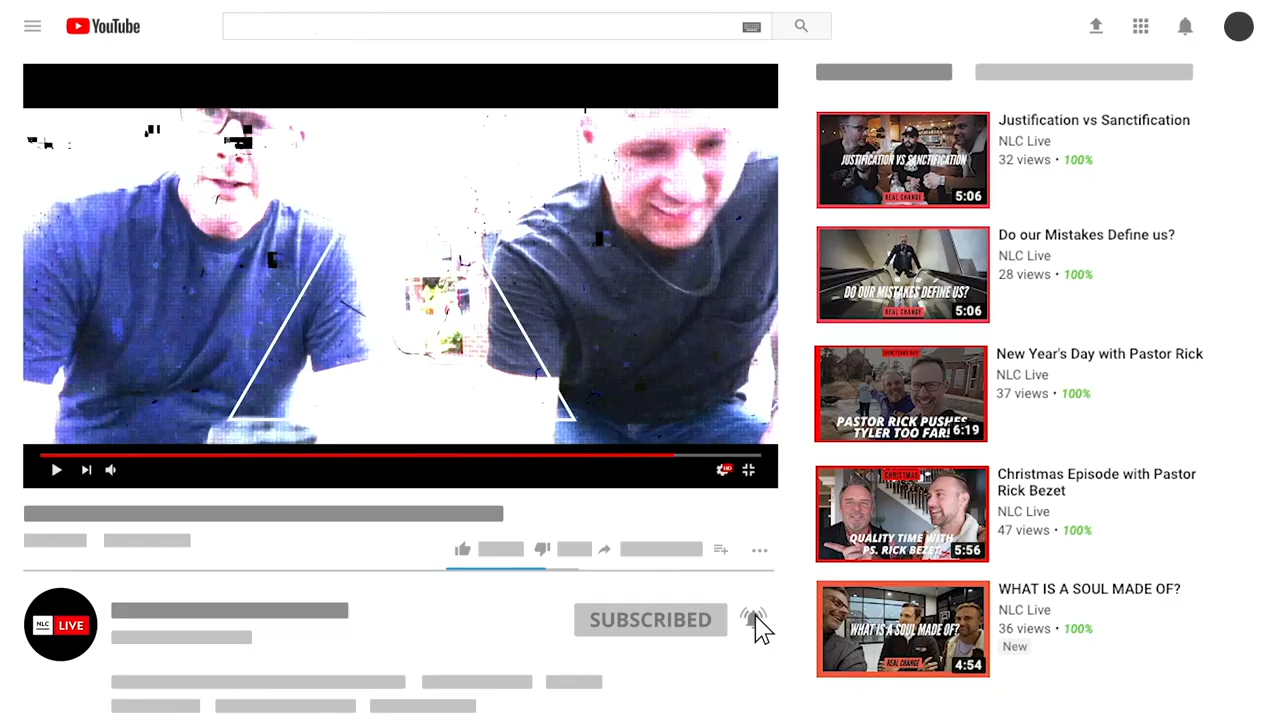 YouTube
Justification vs Sanctification
NLC Live
32 views • 100%
JUSTIFICATION VS SANCTIFICATION
REAL CHANGE
5:06
Do our Mistakes Define us?
NLC Live
28 views • 100%
DO OUR MISTAKES DEFINE US?
REAL CHANGE
5:06
New Year's Day with Pastor Rick
NLC Live
37 views • 100%
PASTOR RICK PUSHES
TYLER TOO FAR!
6:19
Christmas Episode with Pastor
Rick Bezet
NLC Live
47 views • 100%
CHRISTMAS
QUALITY TIME WITH
PS. RICK BEZET
5:56
WHAT IS A SOUL MADE OF?
NLC Live
36 views • 100%
New
WHAT IS A SOUL MADE OF?
REAL CHANGE
4:54
HD
NLC LIVE
SUBSCRIBED